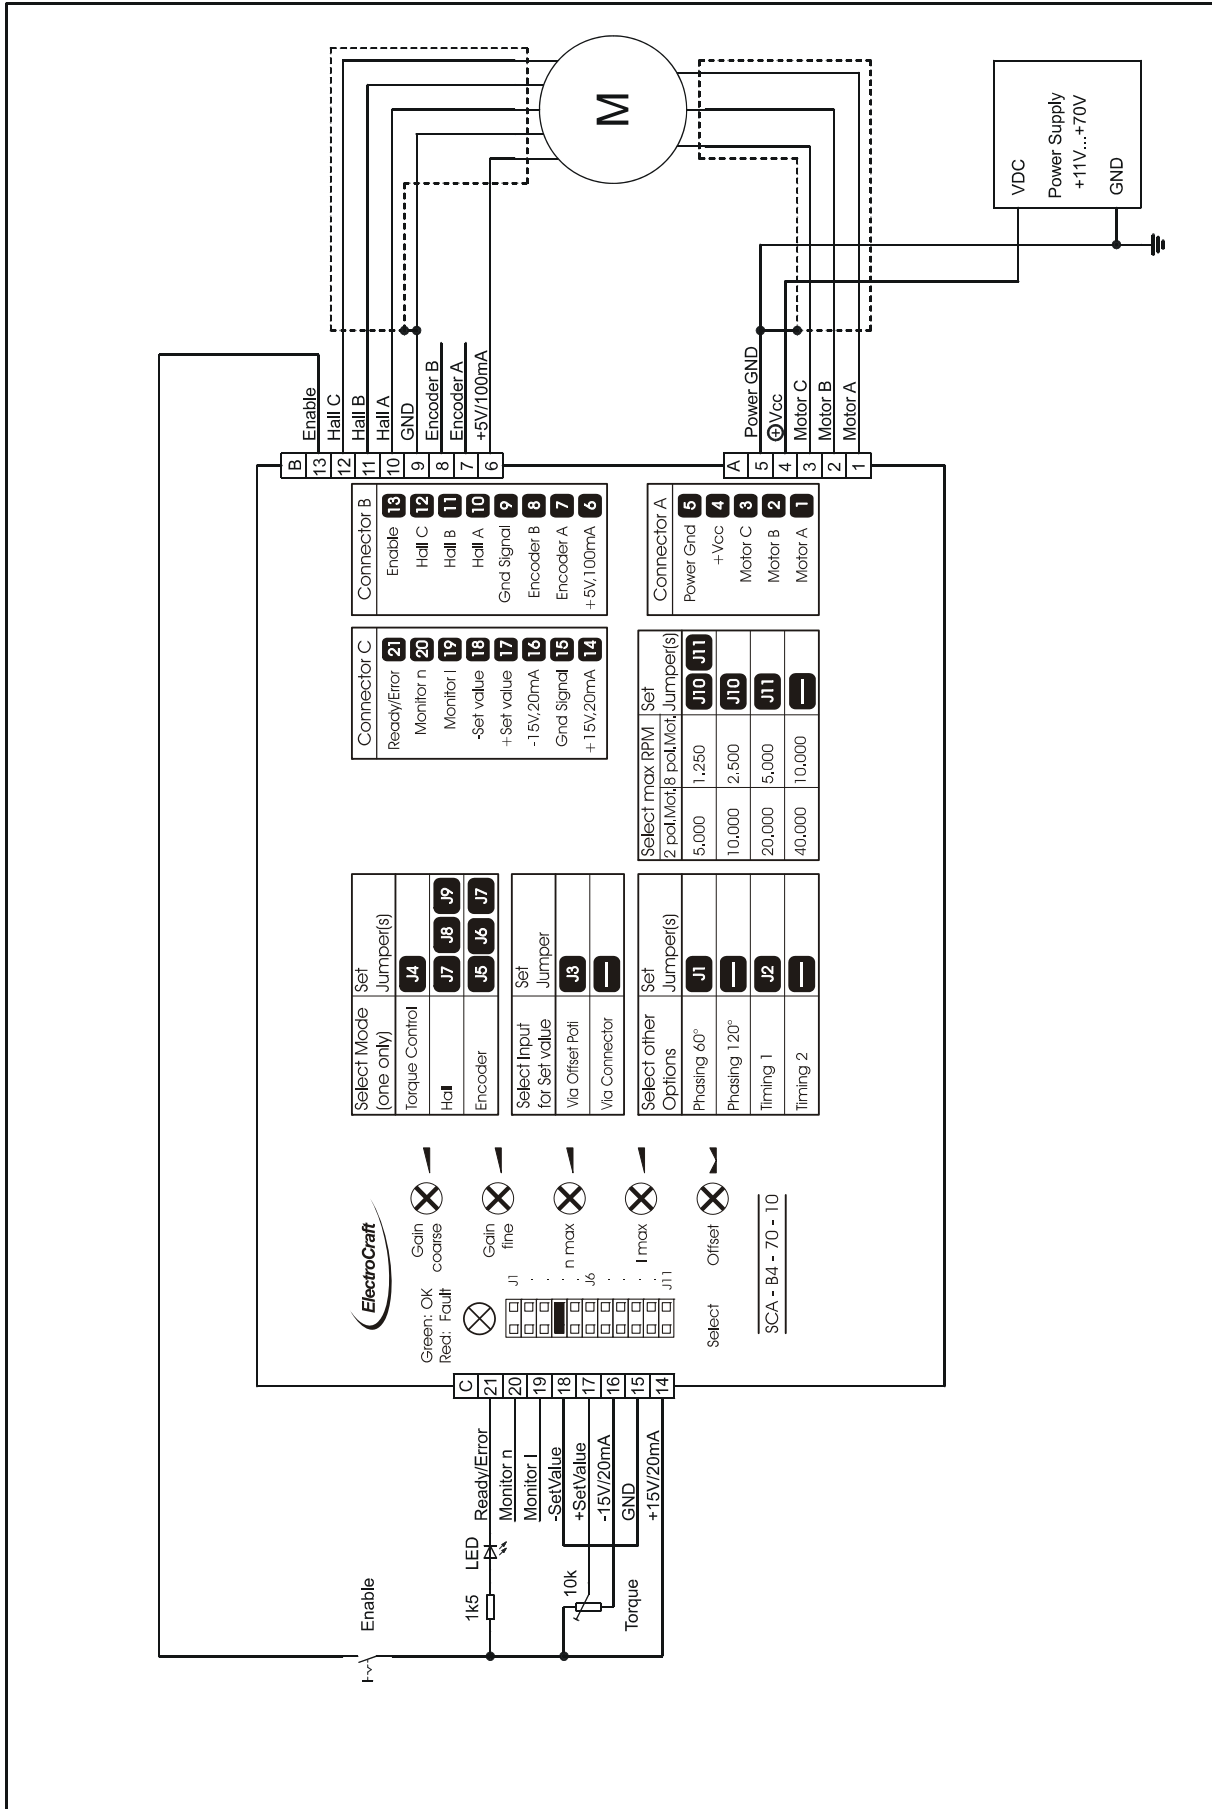 Enable
1k5
LED
10k
Torque
Ready/Error
Monitor n
Monitor I
-SetValue
+SetValue
-15V/20mA
GND
+15V/20mA
C
21
20
19
18
17
16
15
14
ElectroCraft
Green: OK
Red: Fault
J1
J6
J11
Select
Gain
coarse
Gain
fine
n max
I max
Offset
SCA - B4 - 70 - 10
Select Mode
(one only)
Set
Jumper(s)
Torque Control
J4
Hall
J7 J8 J9
Encoder
J5 J6 J7
Select Input
for Set value
Set
Jumper
Via Offset Poti
J3
Via Connector
—
Select other
Options
Set
Jumper(s)
Phasing 60°
J1
Phasing 120°
—
Timing 1
J2
Timing 2
—
Connector C
Ready/Error 21
Monitor n 20
Monitor I 19
-Set value 18
+Set value 17
-15V,20mA 16
Gnd Signal 15
+15V,20mA 14
Connector B
Enable 13
Hall C 12
Hall B 11
Hall A 10
Gnd Signal 9
Encoder B 8
Encoder A 7
+5V,100mA 6
Select max RPM
Set
2 pol.Mot. 8 pol.Mot. Jumper(s)
5.000 1.250 J10 J11
10.000 2.500 J10
20.000 5.000 J11
40.000 10.000 —
Connector A
Power Gnd 5
+Vcc 4
Motor C 3
Motor B 2
Motor A 1
B
13
12
11
10
9
8
7
6
Enable
Hall C
Hall B
Hall A
GND
Encoder B
Encoder A
+5V/100mA
A
5
4
3
2
1
Power GND
+Vcc
Motor C
Motor B
Motor A
M
VDC
Power Supply
+11V...+70V
GND